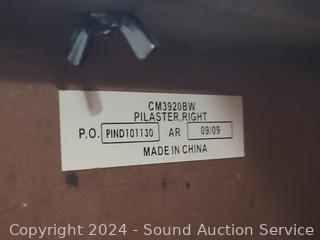 CM3920BW
PILASTER,RIGHT
P.O. PIND101130 AR 09/09
MADE IN CHINA
Copyright 2024 - Sound Auction Service